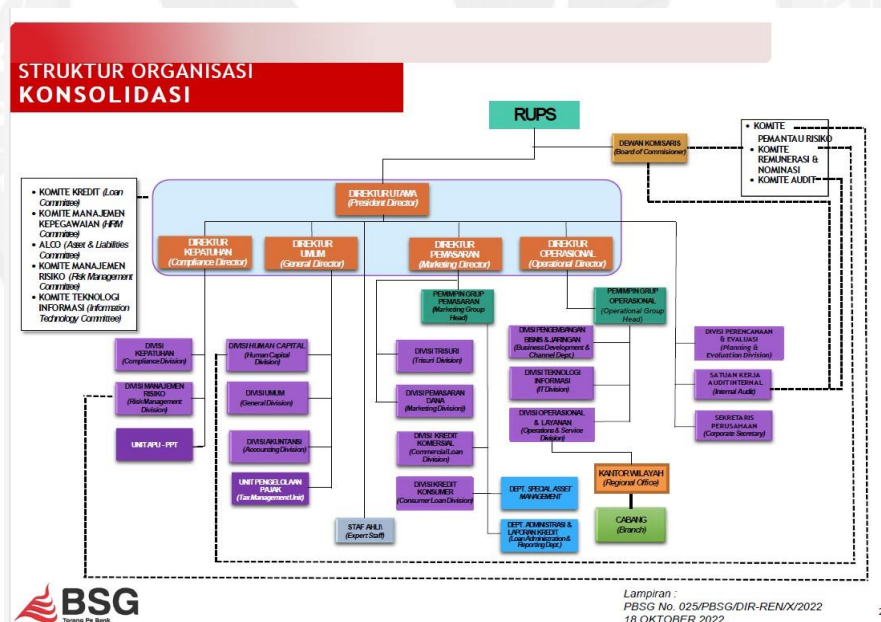 STRUKTUR ORGANISASI
KONSOLIDASI
RUPS
DEWAN KOMISARIS
(Board of Commisioner)
• KOMITE
PEMANTAU RISIKO
• KOMITE
REMUNERASI &
NOMINASI
• KOMITE AUDIT
• KOMITE KREDIT (Loan
Committee)
• KOMITE MANAJEMEN
KEPEGAWAIAN (HRM
Committee)
• ALCO (Asset & Liabilities
Committee)
• KOMITE MANAJEMEN
RISIKO (Risk Management
Committee)
• KOMITE TEKNOLOGI
INFORMASI (Information
Technology Committee)
DIREKTUR UTAMA
(President Director)
DIREKTUR
KEPATUHAN
(Compliance Director)
DIREKTUR
UMUM
(General Director)
DIREKTUR
PEMASARAN
(Marketing Director)
DIREKTUR
OPERASIONAL
(Operational Director)
PEMIMPIN GRUP
PEMASARAN
(Marketing Group
Head)
PEMIMPIN GRUP
OPERASIONAL
(Operational Group
Head)
DIVISI
KEPATUHAN
(Compliance Division)
DIVISI MANAJEMEN
RISIKO
(Risk Management
Division)
UNIT APU - PPT
DIVISI HUMAN CAPITAL
(Human Capital
Division)
DIVISI UMUM
(General Division)
DIVISI AKUNTANSI
(Accounting Division)
UNIT PENGELOLAAN
PAJAK
(Tax Management Unit)
STAF AHLI\
(Expert Staff)
DIVISI TRISURI
(Trisuri Division)
DIVISI PEMASARAN
DANA
(Marketing Division))
DIVISI KREDIT
KOMERSIAL
(Commercial Loan
Division)
DIVISI KREDIT
KONSUMER
(Consumer Loan Division)
DEPT. SPECIAL ASSET
MANAGEMENT
DEPT. ADMINISTRASI &
LAPORAN KREDIT
(Loan Administration &
Reporting Dept.)
DIVISI PENGEMBANGAN
BISNIS & JARINGAN
(Business Development &
Channel Dept.)
DIVISI TEKNOLOGI
INFORMASI
(IT Division)
DIVISI OPERASIONAL
& LAYANAN
(Operations & Service
Division)
KANTOR WILAYAH
(Regional Office)
CABANG
(Branch)
DIVISI PERENCANAAN
& EVALUASI
(Planning &
Evaluation Division)
SATUAN KERJA
AUDIT INTERNAL
(Internal Audit)
SEKRETARIS
PERUSAHAAN
(Corporate Secretary)
BSG
Torang Pe Bank
Lampiran :
PBSG No. 025/PBSG/DIR-REN/X/2022
18 OKTOBER 2022